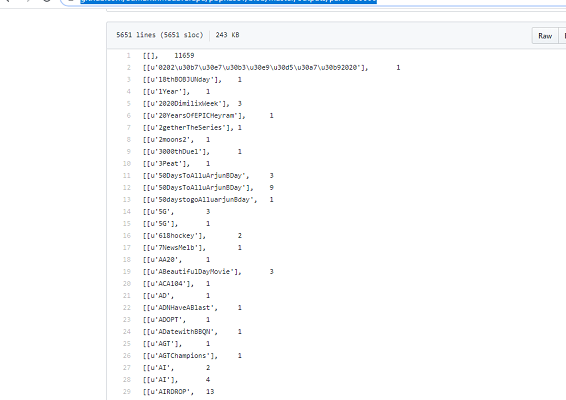 5651 lines (5651 sloc) 243 KB
Raw
1 [[], 11659
2 [[u'0202\u30b7\u30e7\u30b3\u30e9\u30d5\u30a7\u30b92020'], 1
3 [[u'10thBOBJUNday'], 1
4 [[u'1Year'], 1
5 [[u'2020DimilixWeek'], 3
6 [[u'20YearsOfEPICHeyram'], 1
7 [[u'2getherTheSeries'], 1
8 [[u'2moons2', 1
9 [[u'3000thDuel'], 1
10 [[u'3Peat'], 1
11 [[u'50DaysToAlluArjunBDay', 3
12 [[u'50DaysToAlluArjunBDay'], 9
13 [[u'50daystogoAlluarjunBday', 1
14 [[u'5G', 3
15 [[u'5G'], 1
16 [[u'618hockey'], 2
17 [[u'7NewsMelb'], 1
18 [[u'AA20', 1
19 [[u'ABeautifulDayMovie'], 3
20 [[u'ACA104'], 1
21 [[u'AD', 1
22 [[u'ADNHaveABlast', 1
23 [[u'ADOPT', 1
24 [[u'ADatewithBBQN', 1
25 [[u'AGT'], 1
26 [[u'AGTChampions'], 1
27 [[u'AI', 2
28 [[u'AI'], 4
29 [[u'AIRDROP', 13